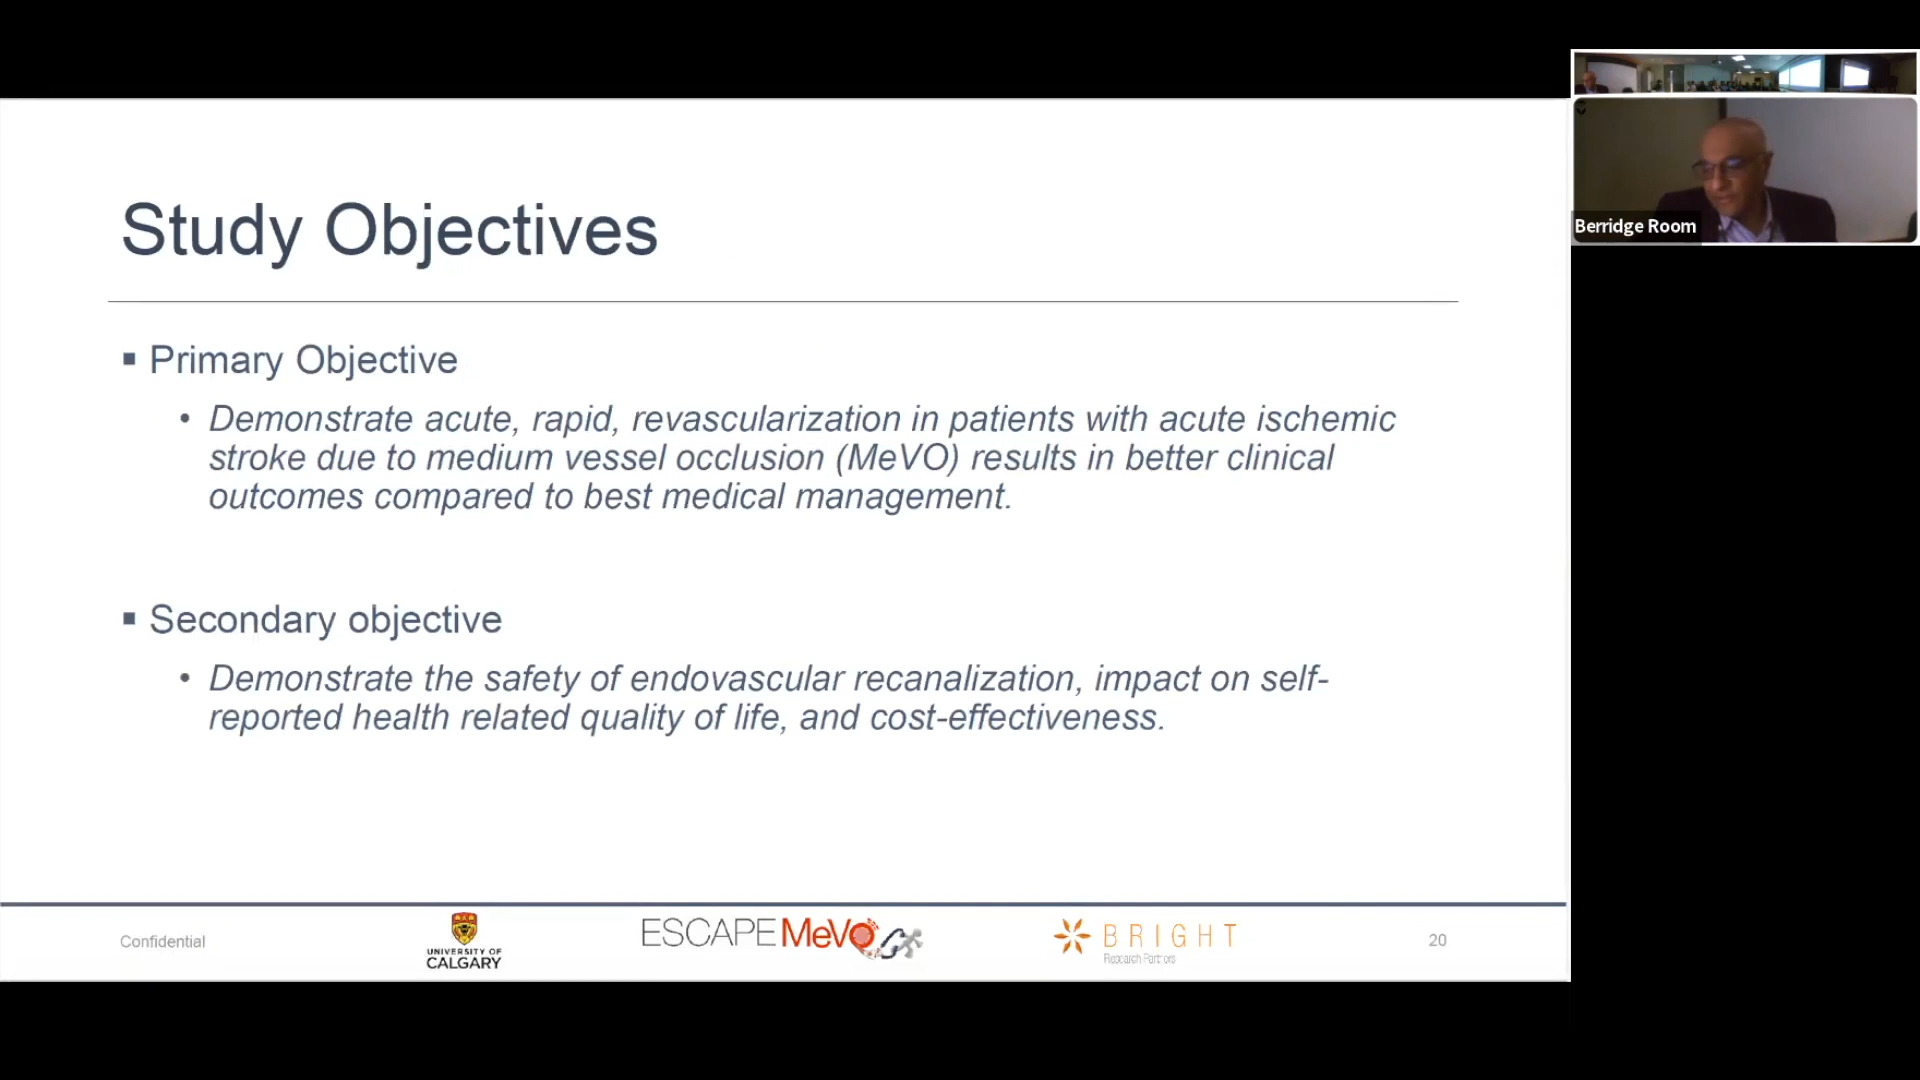 Study Objectives
▪ Primary Objective
• Demonstrate acute, rapid, revascularization in patients with acute ischemic
stroke due to medium vessel occlusion (MeVO) results in better clinical
outcomes compared to best medical management.
▪ Secondary objective
• Demonstrate the safety of endovascular recanalization, impact on self-
reported health related quality of life, and cost-effectiveness.
Confidential
UNIVERSITY OF
CALGARY
ESCAPE MeVO
BRIGHT
Research Partners
20
Berridge Room